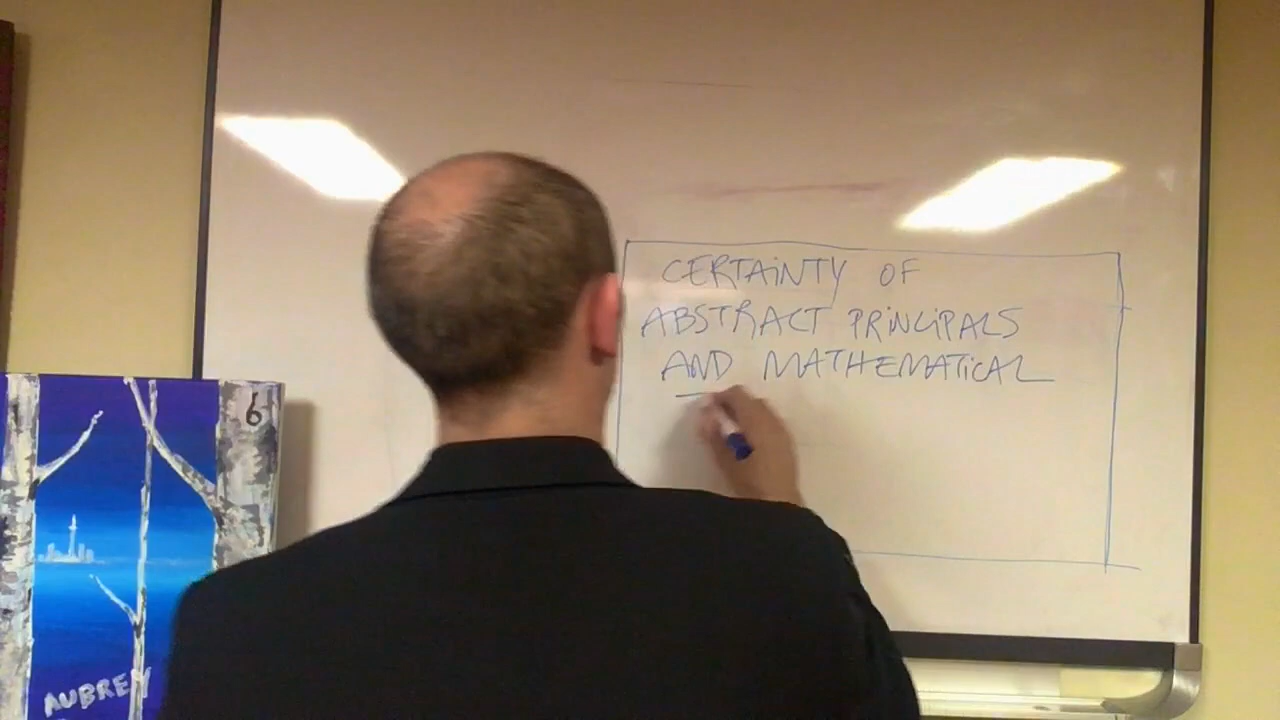 CERTAINTY OF
ABSTRACT PRINCIPALS
AND MATHEMATICAL
6
AUBREY